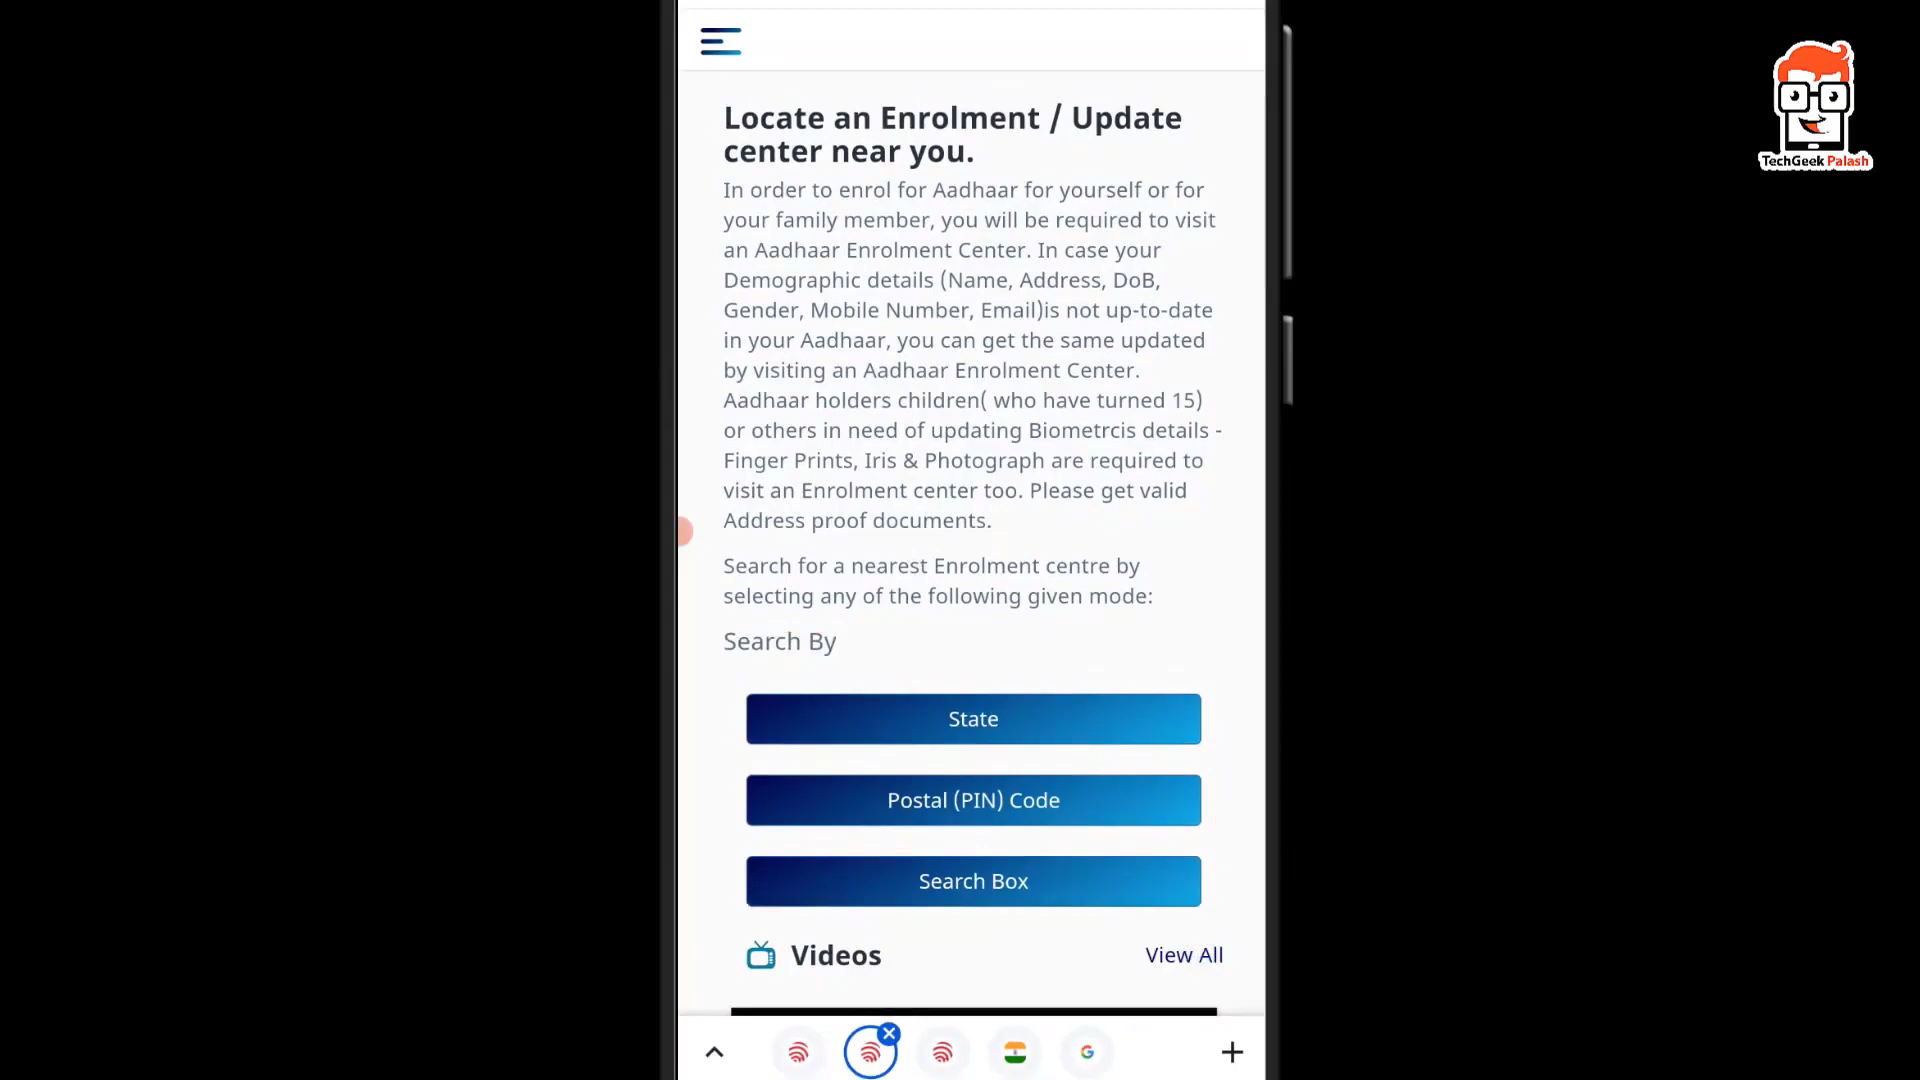 Locate an Enrolment / Update
center near you.
In order to enrol for Aadhaar for yourself or for
your family member, you will be required to visit
an Aadhaar Enrolment Center. In case your
Demographic details (Name, Address, DoB,
Gender, Mobile Number, Email)is not up-to-date
in your Aadhaar, you can get the same updated
by visiting an Aadhaar Enrolment Center.
Aadhaar holders children( who have turned 15)
or others in need of updating Biometrcis details -
Finger Prints, Iris & Photograph are required to
visit an Enrolment center too. Please get valid
Address proof documents.
Search for a nearest Enrolment centre by
selecting any of the following given mode:
Search By
State
Postal (PIN) Code
Search Box
Videos
View All
TechGeek Palash